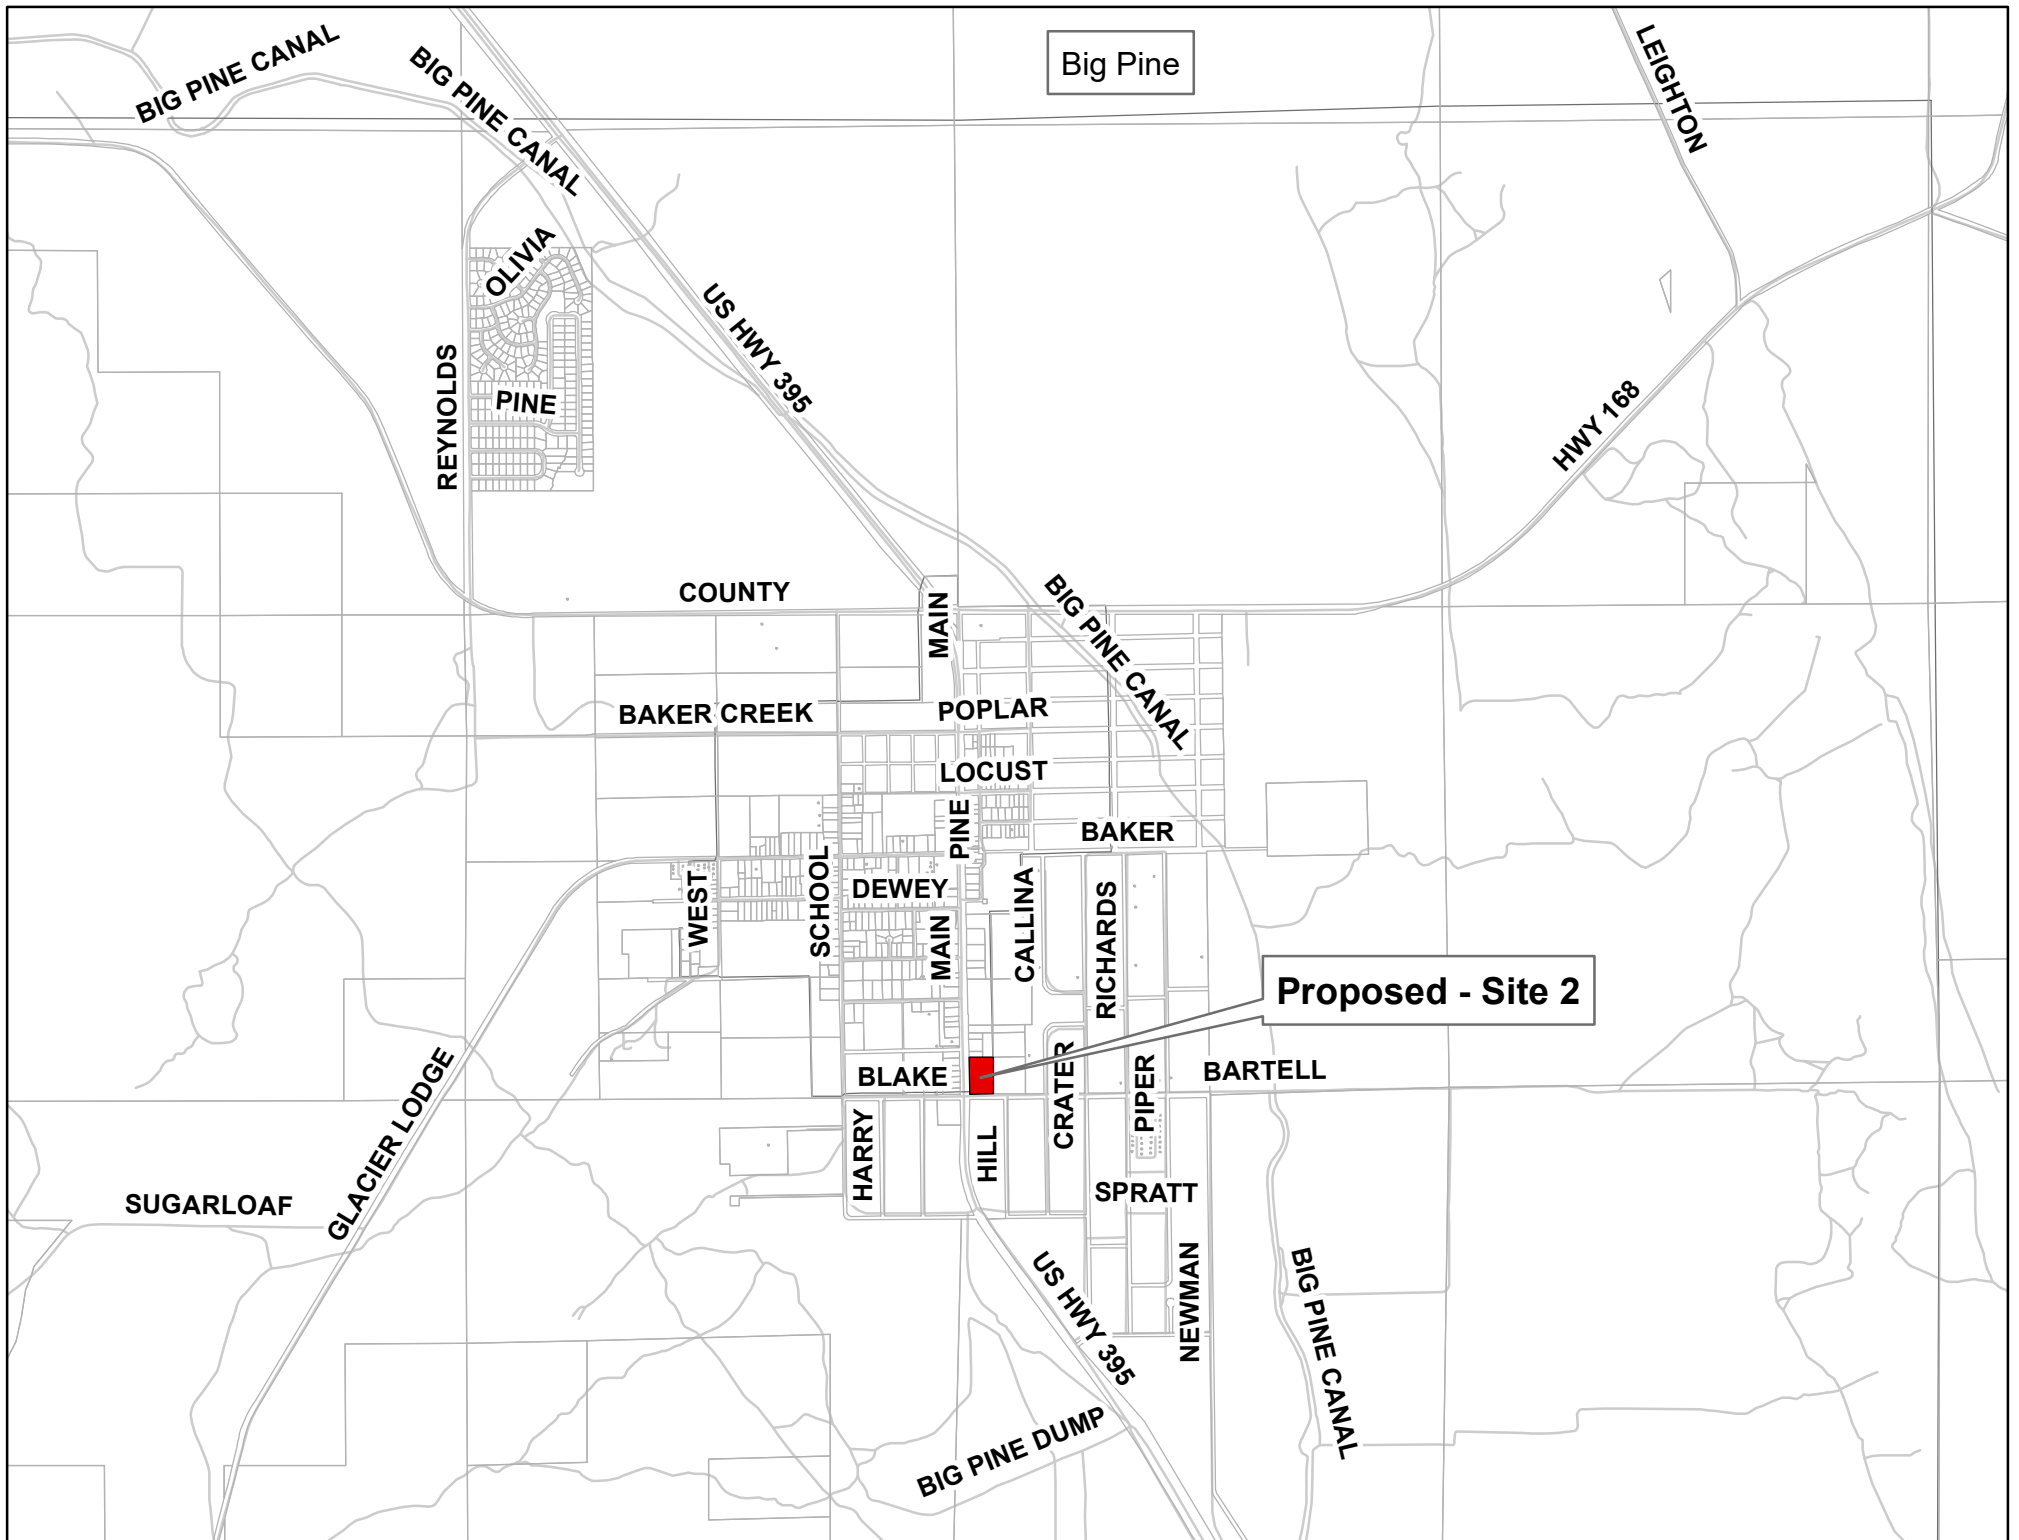 BIG PINE CANAL
BIG PINE CANAL
Big Pine
LEIGHTON
OLIVIA
US HWY 395
REYNOLDS
PINE
HWY 168
COUNTY
MAIN
BIG PINE CANAL
BAKER CREEK
POPLAR
LOCUST
PINE
BAKER
SCHOOL
DEWEY
WEST
MAIN
CALLINA
RICHARDS
Proposed - Site 2
BLAKE
CRATER
PIPER
BARTELL
GLACIER LODGE
HARRY
HILL
SUGARLOAF
SPRATT
US HWY 395
NEWMAN
BIG PINE CANAL
BIG PINE DUMP